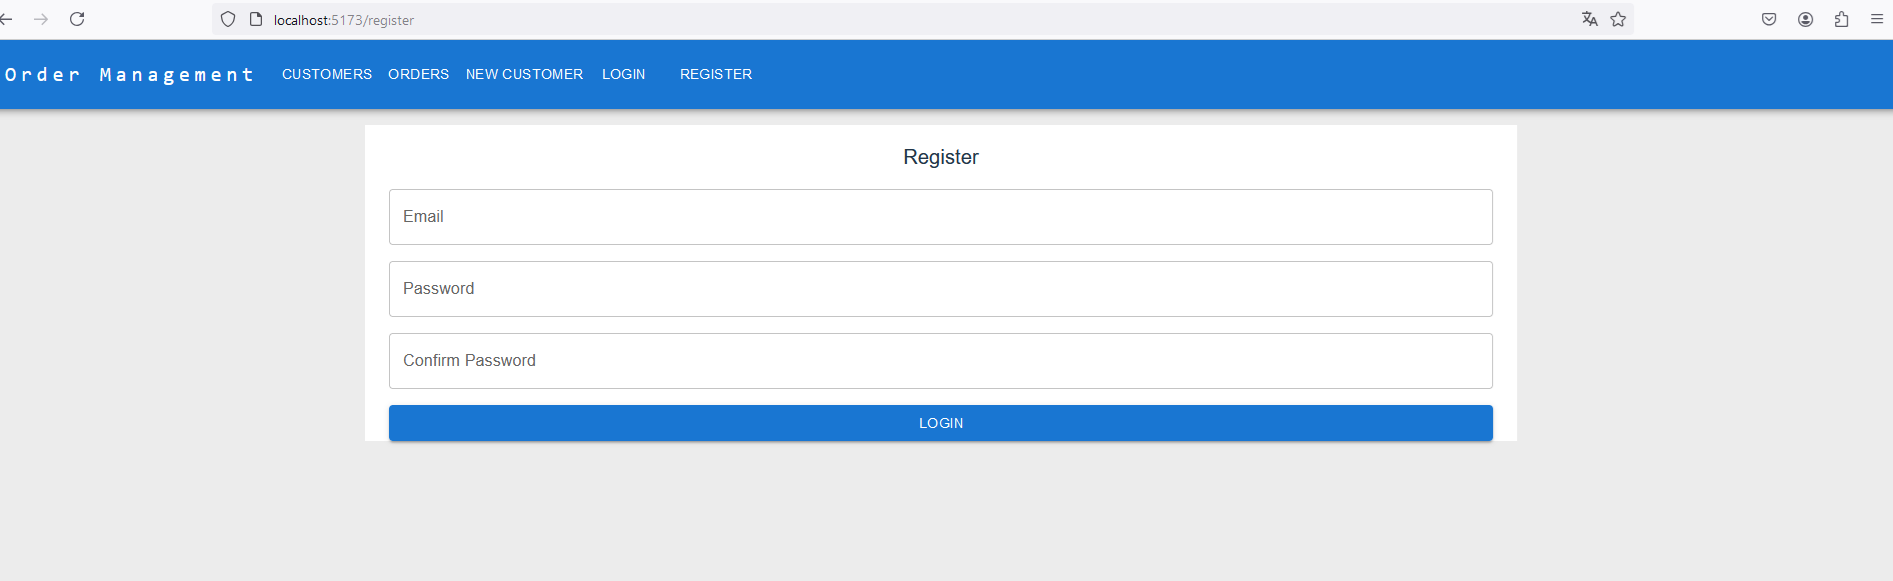 localhost:5173/register
Order Management CUSTOMERS ORDERS NEW CUSTOMER LOGIN REGISTER
Register
Email
Password
Confirm Password
LOGIN